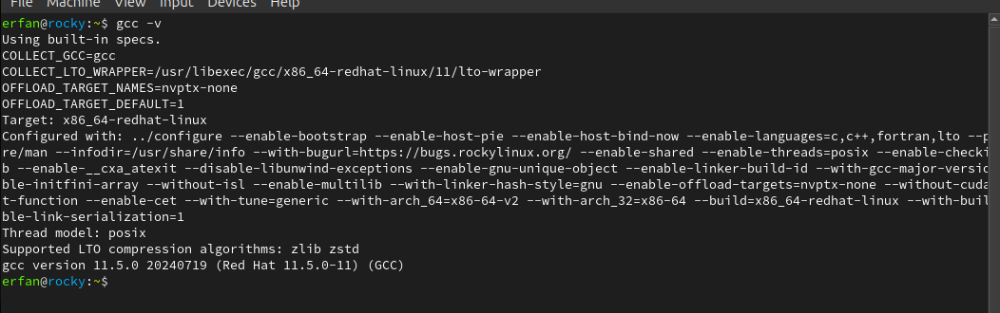 File Machine View Input Devices Help
erfan@rocky:~$ gcc -v
Using built-in specs.
COLLECT_GCC=gcc
COLLECT_LTO_WRAPPER=/usr/libexec/gcc/x86_64-redhat-linux/11/lto-wrapper
OFFLOAD_TARGET_NAMES=nvptx-none
OFFLOAD_TARGET_DEFAULT=1
Target: x86_64-redhat-linux
Configured with: ../configure --enable-bootstrap --enable-host-pie --enable-host-bind-now --enable-languages=c,c++,fortran,lto --p
re/man --infodir=/usr/share/info --with-bugurl=https://bugs.rockylinux.org/ --enable-shared --enable-threads=posix --enable-checki
b --enable-__cxa_atexit --disable-libunwind-exceptions --enable-gnu-unique-object --enable-linker-build-id --with-gcc-major-versio
ble-initfini-array --without-isl --enable-multilib --with-linker-hash-style=gnu --enable-offload-targets=nvptx-none --without-cuda
t-function --enable-cet --with-tune=generic --with-arch_64=x86-64-v2 --with-arch_32=x86-64 --build=x86_64-redhat-linux --with-buil
ble-link-serialization=1
Thread model: posix
Supported LTO compression algorithms: zlib zstd
gcc version 11.5.0 20240719 (Red Hat 11.5.0-11) (GCC)
erfan@rocky:~$